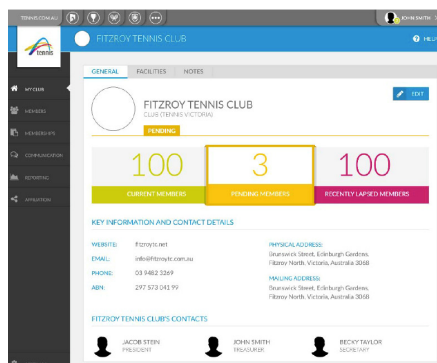 TENNIS.COM.AU
JOHN SMITH
tennis
FITZROY TENNIS CLUB
HELP
GENERAL FACILITIES NOTES
MY CLUB
EDIT
FITZROY TENNIS CLUB
CLUB (TENNIS VICTORIA)
PENDING
MEMBERS
MEMBERSHIPS
COMMUNICATION
REPORTING
AFFILIATION
100 3 100
CURRENT MEMBERS PENDING MEMBERS RECENTLY LAPSED MEMBERS
KEY INFORMATION AND CONTACT DETAILS
WEBSITE: fitzroytc.net
EMAIL: info@fitzroytc.com.au
PHONE: 03 9482 3269
ABN: 297 573 041 99
PHYSICAL ADDRESS:
Brunswick Street, Edinburgh Gardens,
Fitzroy North, Victoria, Australia 3068
MAILING ADDRESS:
Brunswick Street, Edinburgh Gardens,
Fitzroy North, Victoria, Australia 3068
FITZROY TENNIS CLUB'S CONTACTS
JACOB STEIN
PRESIDENT
JOHN SMITH
TREASURER
BECKY TAYLOR
SECRETARY